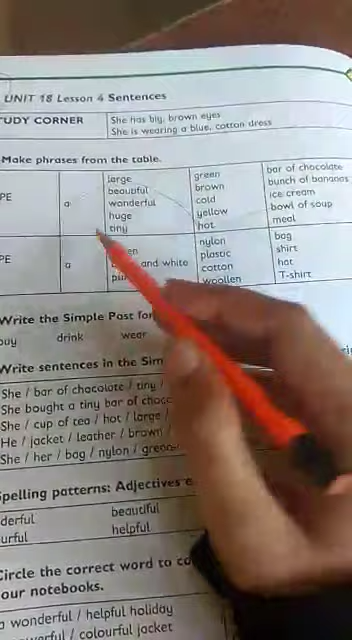 UNIT 18 Lesson 4 Sentences
TUDY CORNER
She has big, brown eyes
She is wearing a blue, cotton dress
Make phrases from the table.
PE a
large
beautiful
wonderful
huge
tiny
green
brown
cold
yellow
hot
bar of chocolate
bunch of bananas
ice cream
bowl of soup
meal
PE a
en
and white
nylon
plastic
cotton
woollen
bag
shirt
hat
T-shirt
Write the Simple Past for
buy drink wear
Write sentences in the Sim
She / bar of chocolate / tiny /
She bought a tiny bar of choc
She / cup of tea / hot / large /
He / jacket / leather / brown /
She / her / bag / nylon / green
Spelling patterns: Adjectives e
derful beautiful
urful helpful
Circle the correct word to co
our notebooks.
a wonderful / helpful holiday
werful / colourful jacket